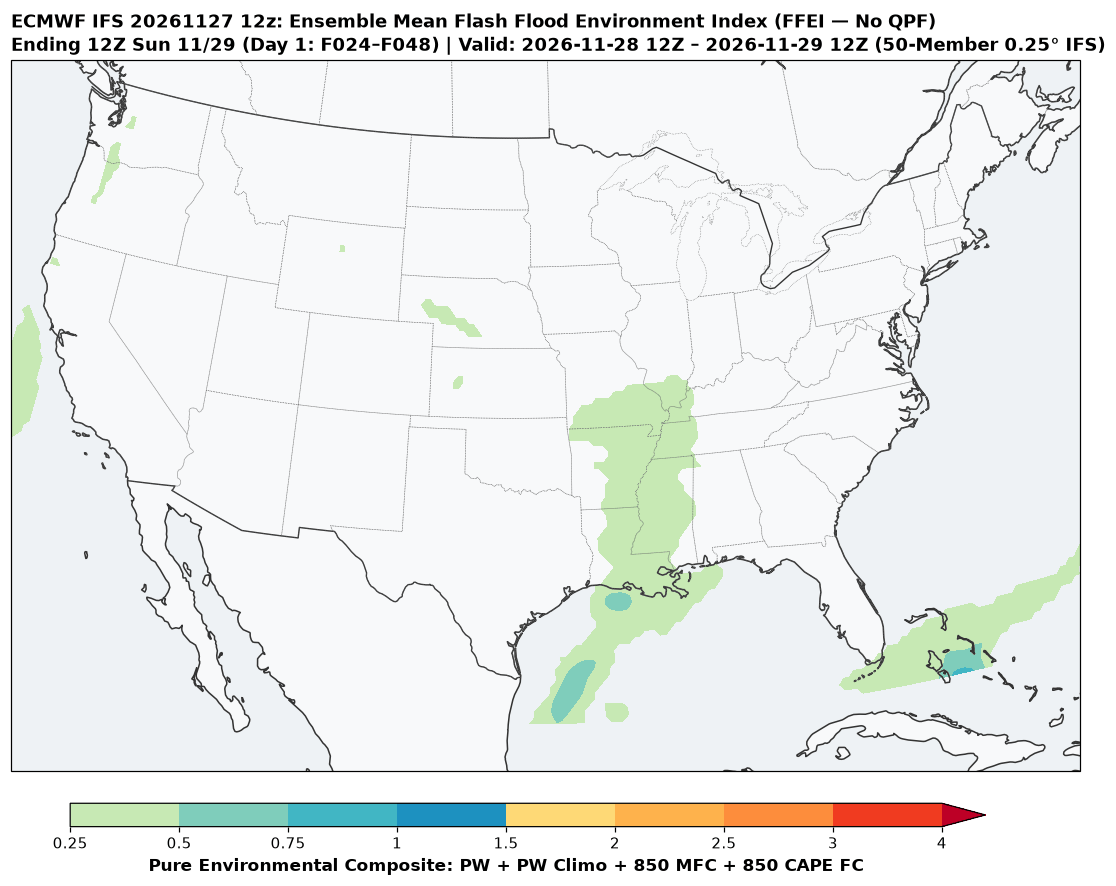 ECMWF IFS 20261127 12z: Ensemble Mean Flash Flood Environment Index (FFEI — No QPF)
Ending 12Z Sun 11/29 (Day 1: F024–F048) | Valid: 2026-11-28 12Z – 2026-11-29 12Z (50-Member 0.25° IFS)
0.25 0.5 0.75 1 1.5 2 2.5 3 4
Pure Environmental Composite: PW + PW Climo + 850 MFC + 850 CAPE FC